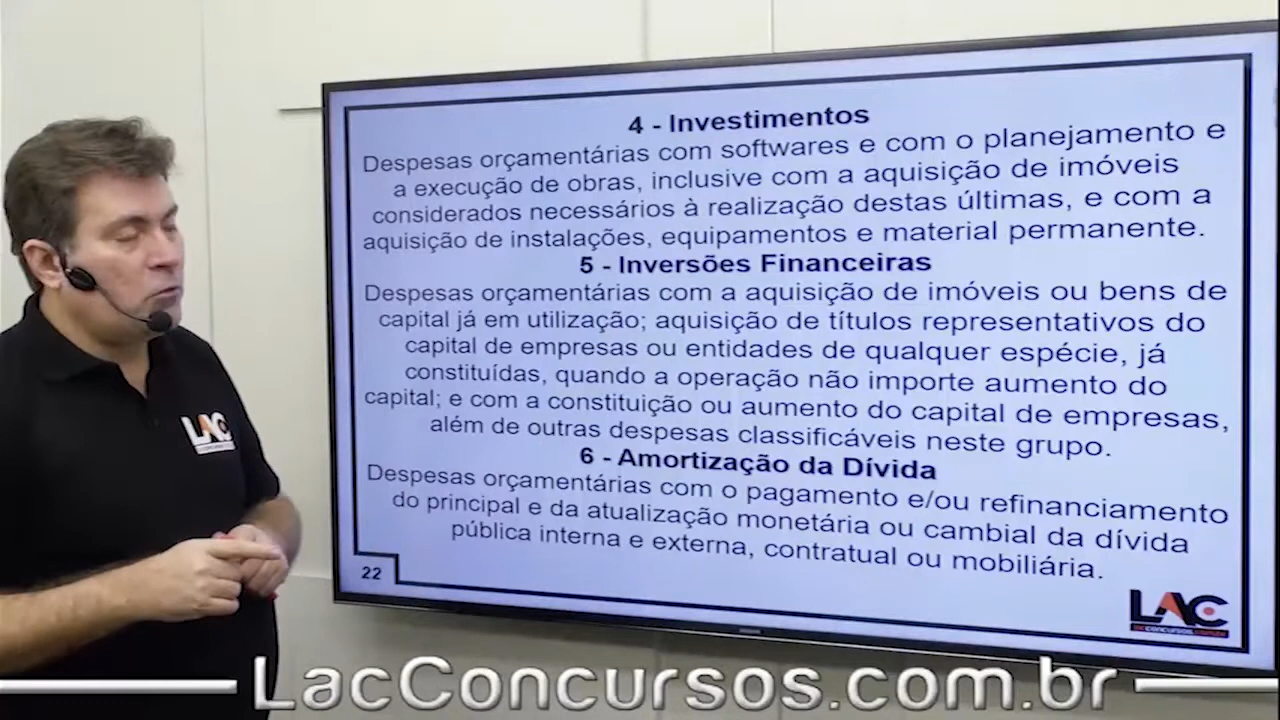 4 - Investimentos
Despesas orçamentárias com softwares e com o planejamento e
a execução de obras, inclusive com a aquisição de imóveis
considerados necessários à realização destas últimas, e com a
aquisição de instalações, equipamentos e material permanente.
5 - Inversões Financeiras
Despesas orçamentárias com a aquisição de imóveis ou bens de
capital já em utilização; aquisição de títulos representativos do
capital de empresas ou entidades de qualquer espécie, já
constituídas, quando a operação não importe aumento do
capital; e com a constituição ou aumento do capital de empresas,
além de outras despesas classificáveis neste grupo.
6 - Amortização da Dívida
Despesas orçamentárias com o pagamento e/ou refinanciamento
do principal e da atualização monetária ou cambial da dívida
pública interna e externa, contratual ou mobiliária.
22
LAC
LACCONCURSOS.COM.BR
LAC
LacConcursos.com.br